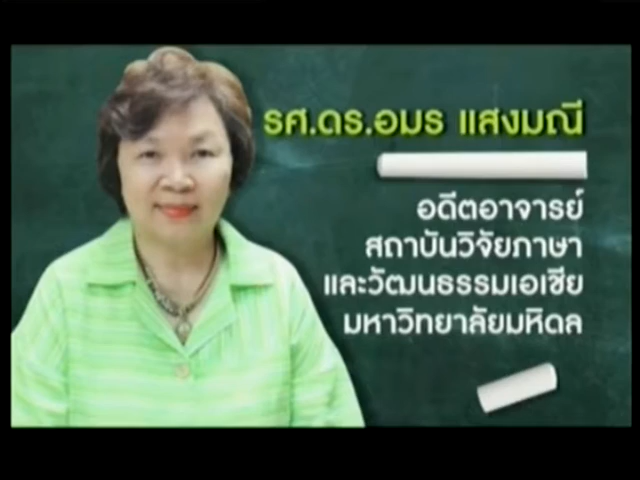 รศ.ดร.อมร แสงมณี
อดีตอาจารย์
สถาบันวิจัยภาษา
และวัฒนธรรมเอเชีย
มหาวิทยาลัยมหิดล